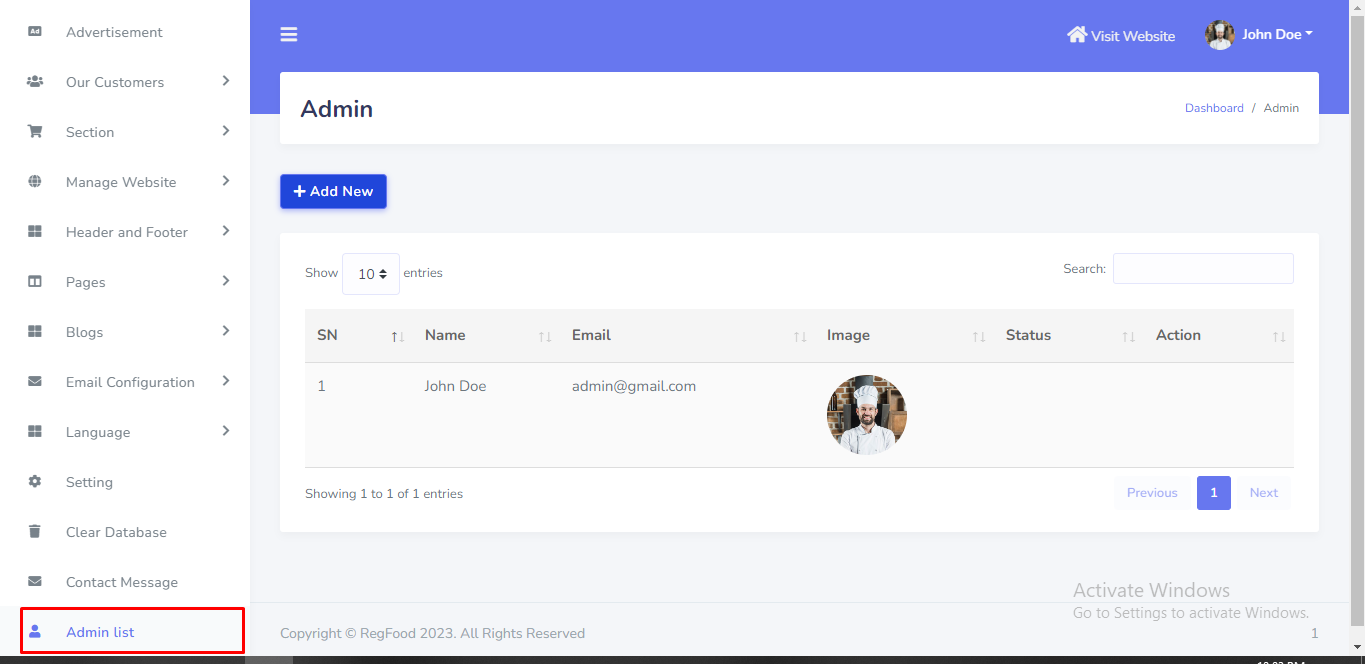 Advertisement
Our Customers
Section
Manage Website
Header and Footer
Pages
Blogs
Email Configuration
Language
Setting
Clear Database
Contact Message
Admin list
Visit Website
John Doe
Admin
Dashboard / Admin
Add New
Show 10 entries
Search:
SN Name Email Image Status Action
1 John Doe admin@gmail.com
Showing 1 to 1 of 1 entries
Previous 1 Next
Activate Windows
Go to Settings to activate Windows.
Copyright © RegFood 2023. All Rights Reserved
1